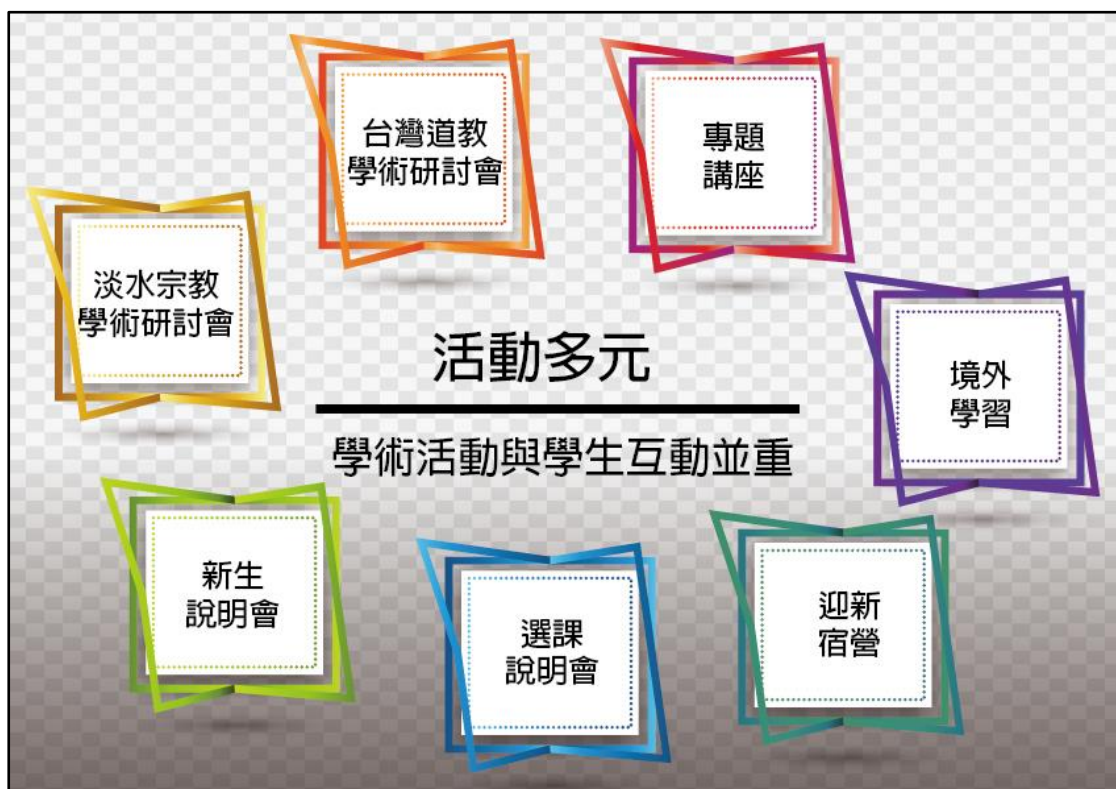 台灣道教
學術研討會
專題
講座
淡水宗教
學術研討會
活動多元
學術活動與學生互動並重
境外
學習
新生
說明會
選課
說明會
迎新
宿營